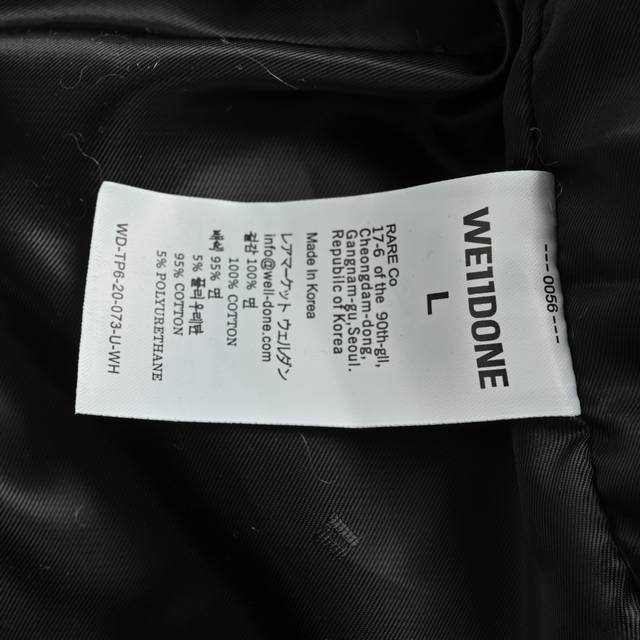 --- 0056 ---
WE11DONE
L
RARE Co
17-6 of the 90th-gil,
Cheongdam-dong,
Gangnam-gu, Seoul.
Republic of Korea
Made In Korea
レアマーケット ウェルダン
info@well-done.com
겉감 100% 면
100% COTTON
배색 95% 면
5% 폴리우레탄
95% COTTON
5% POLYURETHANE
WD-TP6-20-073-U-WH